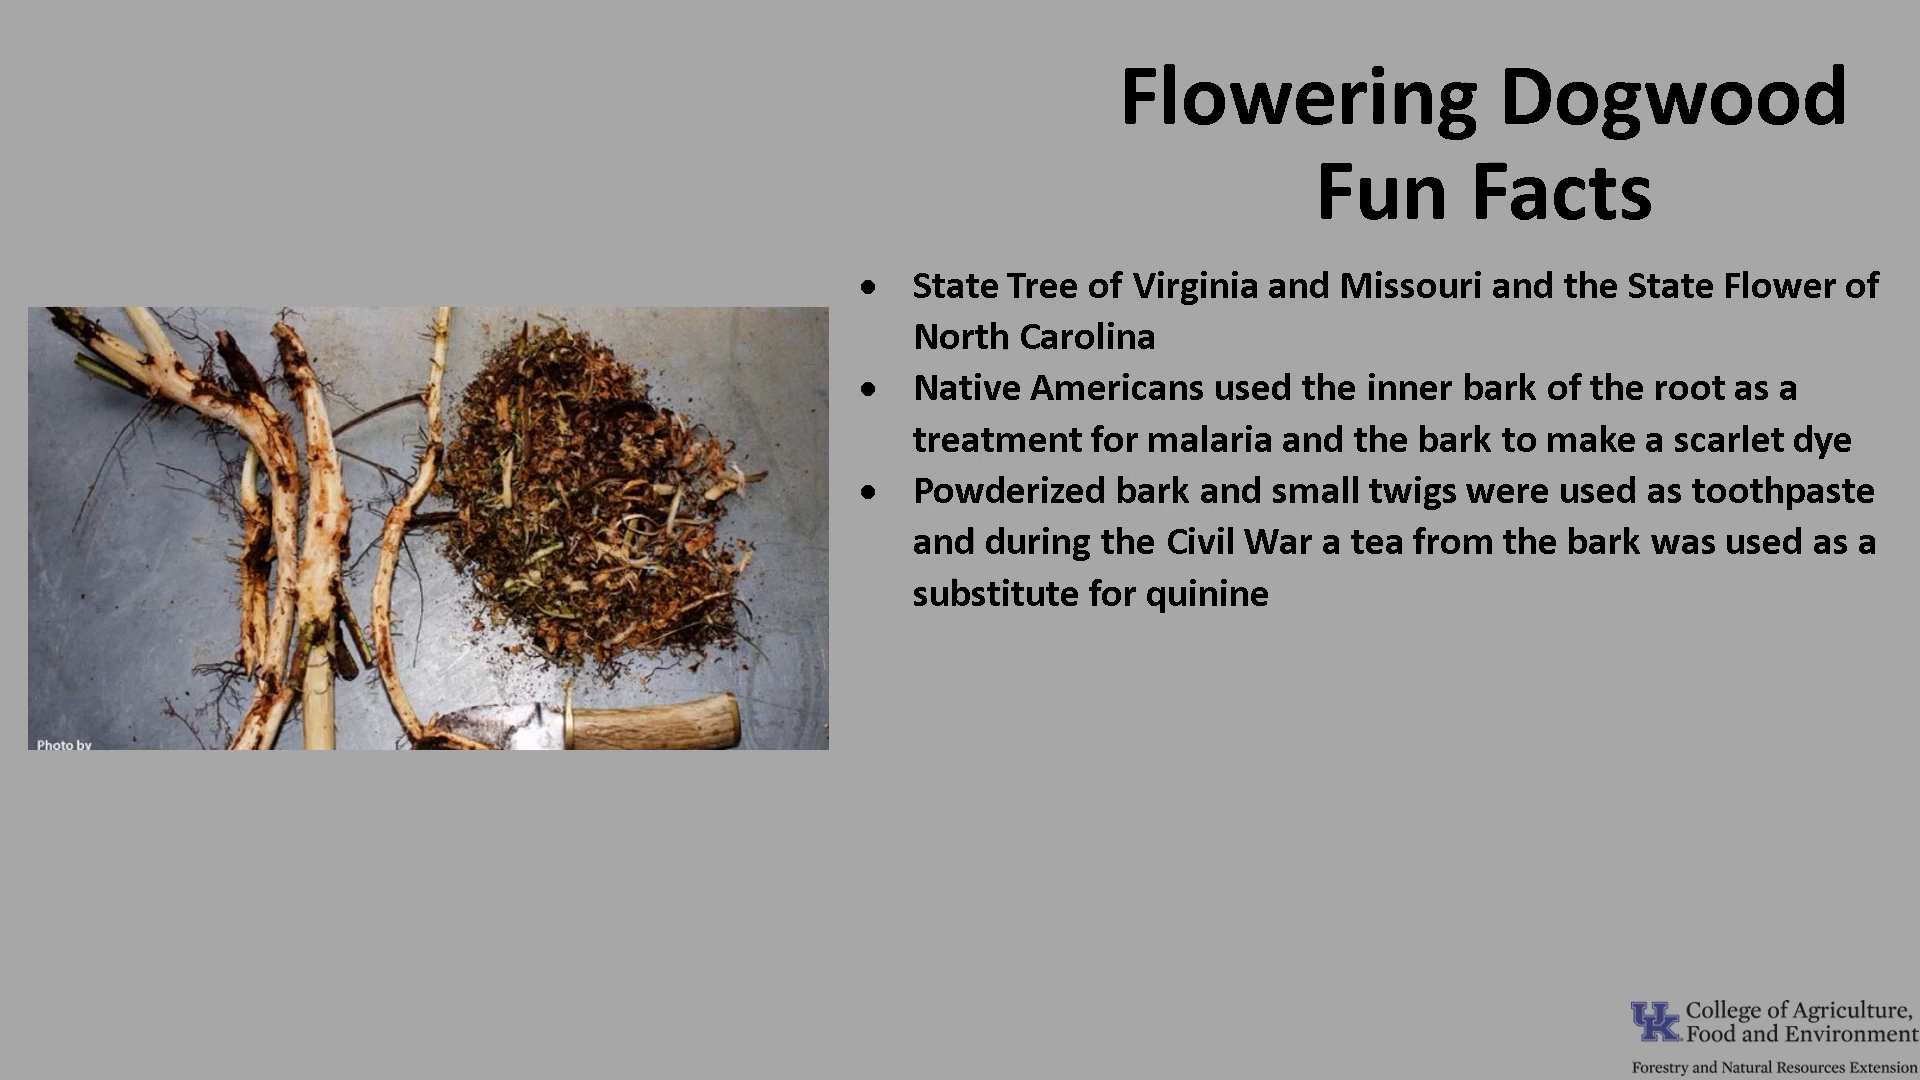 Flowering Dogwood
Fun Facts
• State Tree of Virginia and Missouri and the State Flower of
North Carolina
• Native Americans used the inner bark of the root as a
treatment for malaria and the bark to make a scarlet dye
• Powderized bark and small twigs were used as toothpaste
and during the Civil War a tea from the bark was used as a
substitute for quinine
Photo by
UK College of Agriculture,
Food and Environment
Forestry and Natural Resources Extension